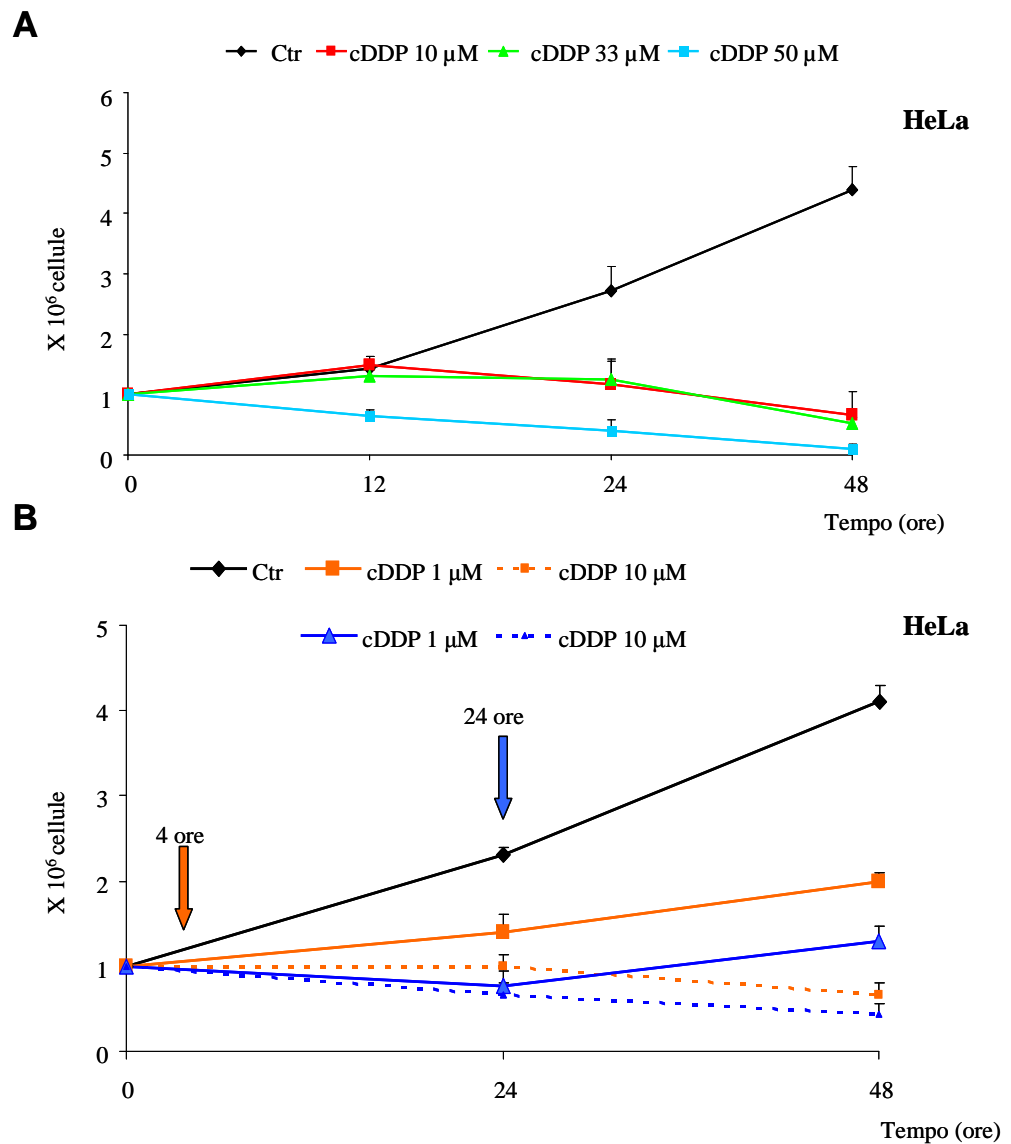 A
Ctr cDDP 10 µM cDDP 33 µM cDDP 50 µM
HeLa
6
5
4
3
2
1
0
X 10⁶ cellule
0 12 24 48
Tempo (ore)
B
Ctr cDDP 1 µM cDDP 10 µM
HeLa
cDDP 1 µM cDDP 10 µM
5
4
3
2
1
0
X 10⁶ cellule
24 ore
4 ore
0 24 48
Tempo (ore)